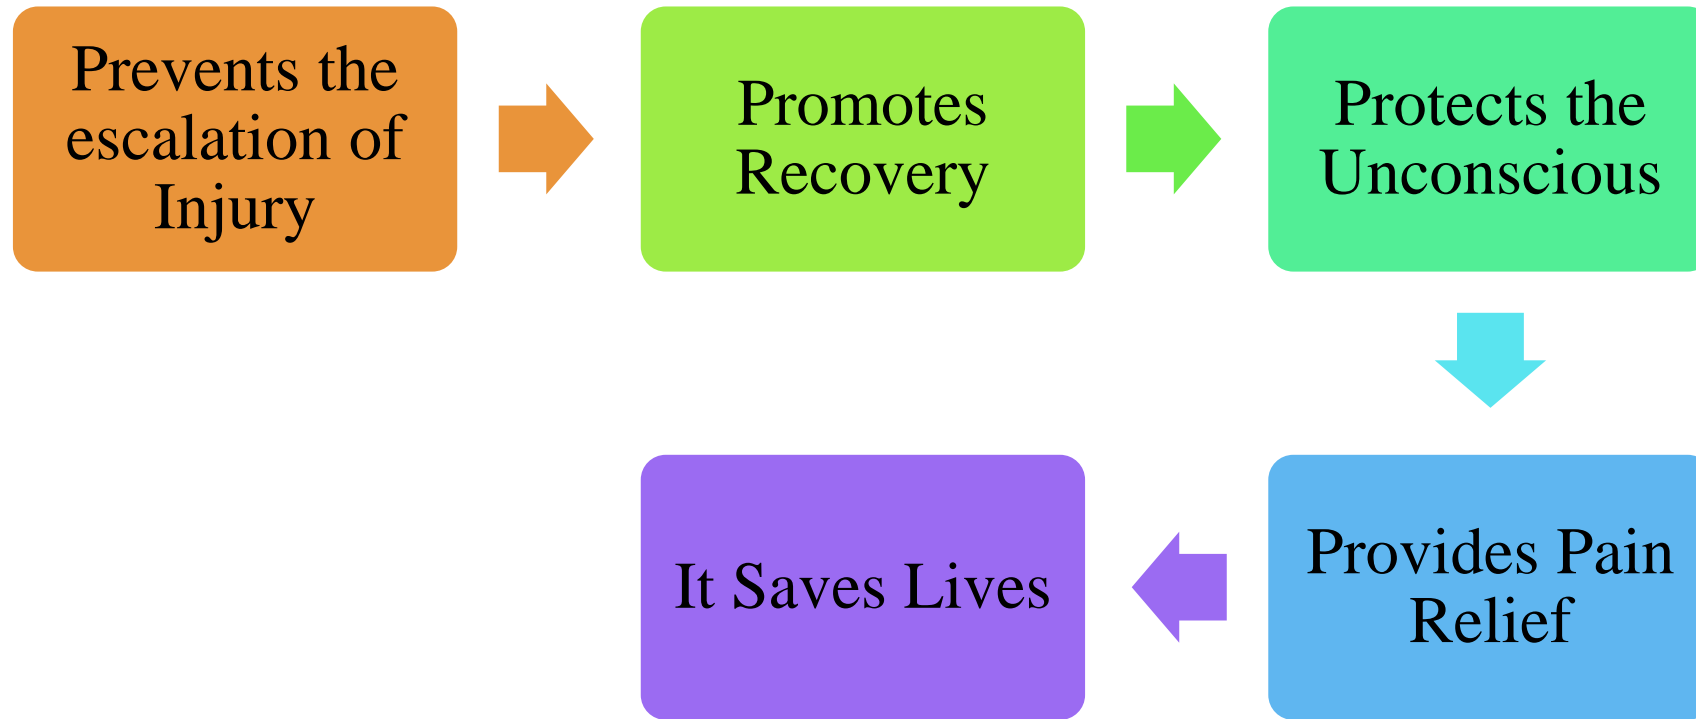 Prevents the
escalation of
Injury
Promotes
Recovery
Protects the
Unconscious
Provides Pain
Relief
It Saves Lives